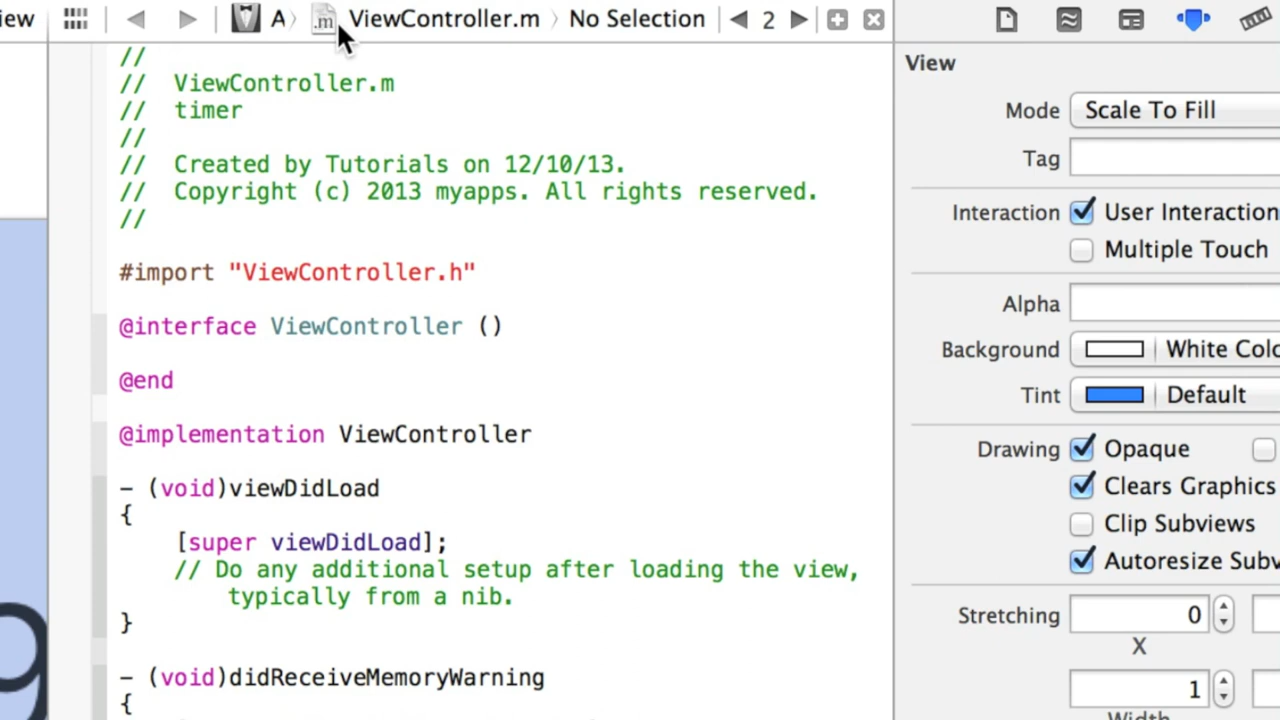 iew A ViewController.m No Selection 2
//
// ViewController.m
// timer
//
// Created by Tutorials on 12/10/13.
// Copyright (c) 2013 myapps. All rights reserved.
//
#import "ViewController.h"
@interface ViewController ()
@end
@implementation ViewController
- (void)viewDidLoad
{
[super viewDidLoad];
// Do any additional setup after loading the view,
typically from a nib.
}
- (void)didReceiveMemoryWarning
{
9
View
Mode Scale To Fill
Tag
Interaction User Interaction
Multiple Touch
Alpha
Background White Colo
Tint Default
Drawing Opaque
Clears Graphics
Clip Subviews
Autoresize Subv
Stretching 0
X
1
Width